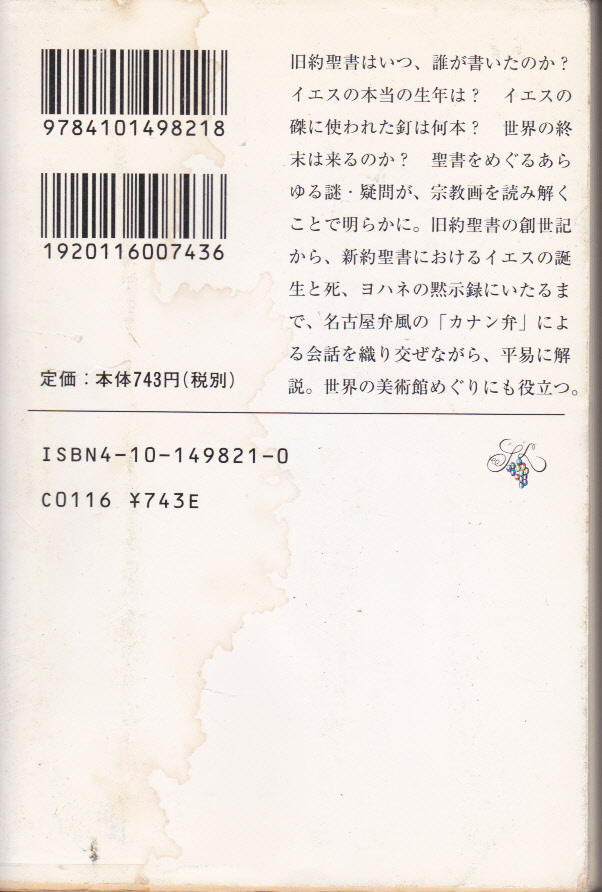 9784101498218
1920116007436
定価：本体743円（税別）
旧約聖書はいつ、誰が書いたのか？
イエスの本当の生年は？　イエスの
磔に使われた釘は何本？　世界の終
末は来るのか？　聖書をめぐるあら
ゆる謎・疑問が、宗教画を読み解く
ことで明らかに。旧約聖書の創世記
から、新約聖書におけるイエスの誕
生と死、ヨハネの黙示録にいたるま
で、名古屋弁風の「カナン弁」によ
る会話を織り交ぜながら、平易に解
説。世界の美術館めぐりにも役立つ。
ISBN4-10-149821-0
C0116 ¥743E